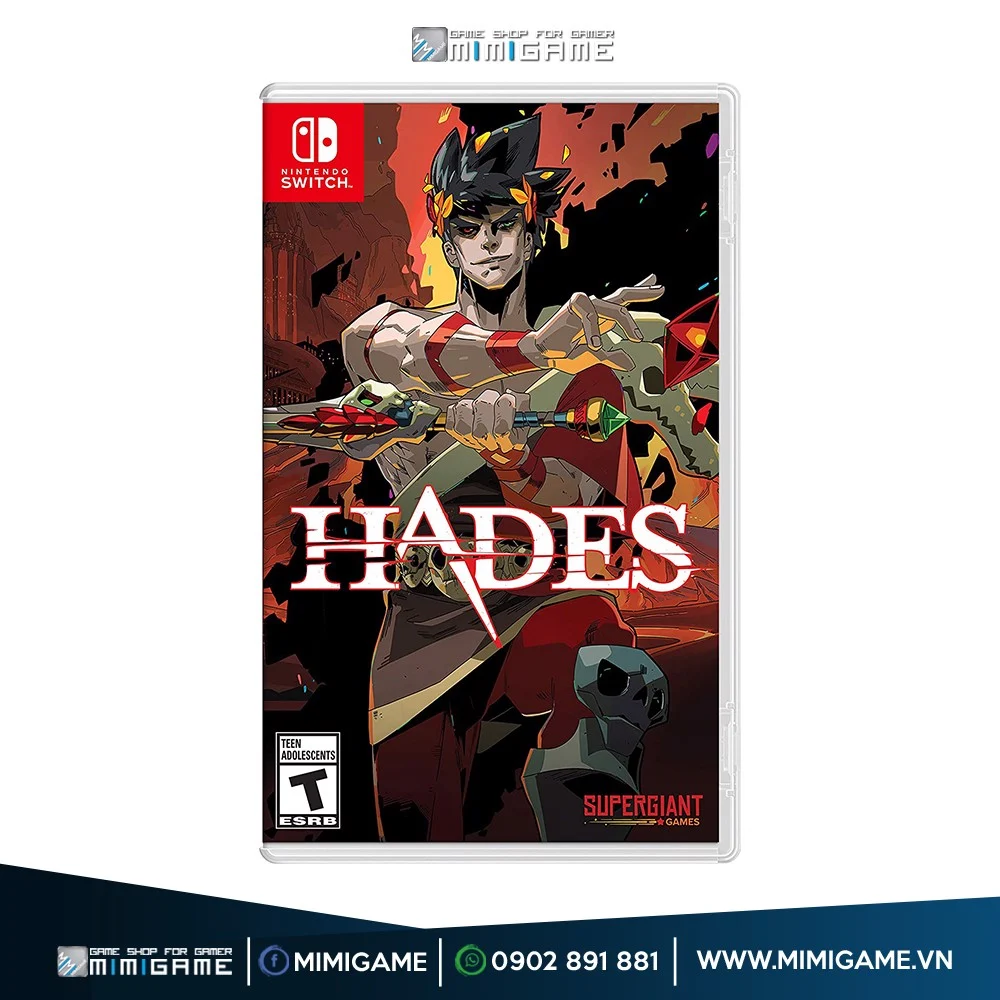 GAME SHOP FOR GAMER
MIMIGAME
NINTENDO
SWITCH™
HADES
TEEN
ADOLESCENTS
T
ESRB
SUPERGIANT
GAMES
GAME SHOP FOR GAMER
MIMIGAME
MIMIGAME
0902 891 881
WWW.MIMIGAME.VN